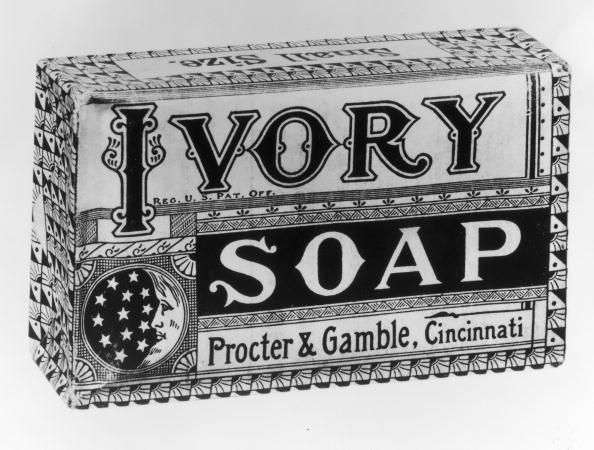 Small Size.
IVORY
REG. U. S. PAT. OFF.
SOAP
Procter & Gamble, Cincinnati